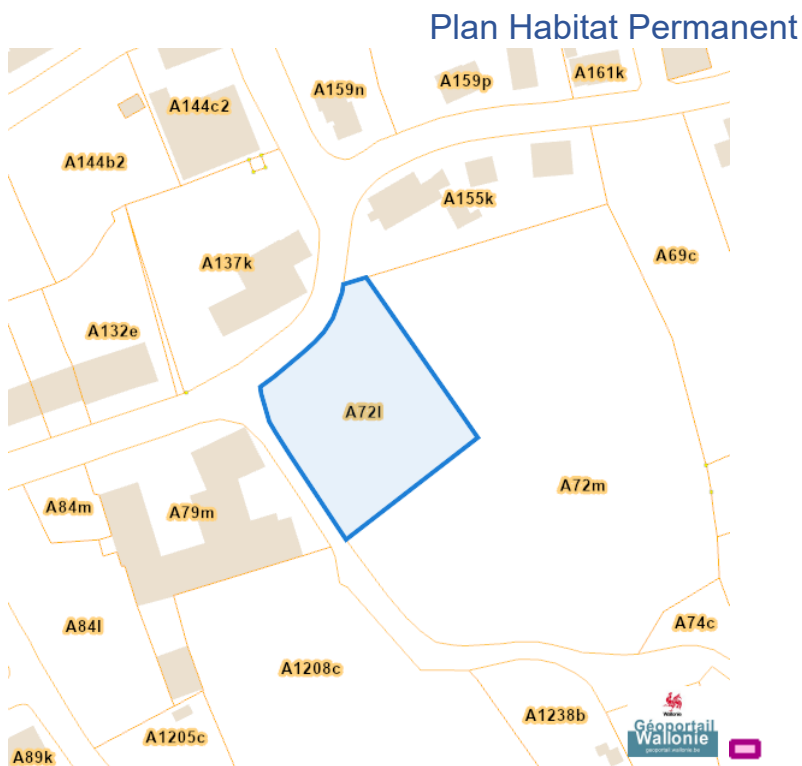 Plan Habitat Permanent
A159n
A159p
A161k
A144c2
A144b2
A155k
A137k
A69c
A132e
A72l
A72m
A84m
A79m
A84l
A74c
A1208c
A1238b
A1205c
A89k
Wallonie
Géoportail
Wallonie
geoportail.wallonie.be